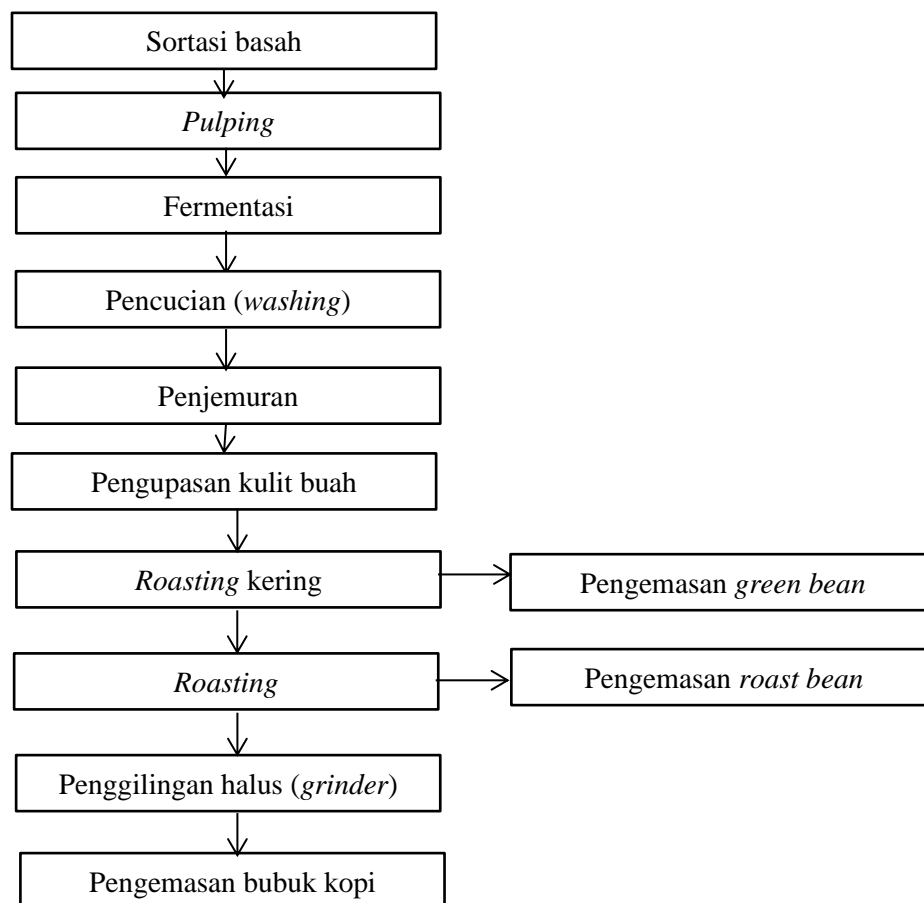 Sortasi basah
Pulping
Fermentasi
Pencucian (washing)
Penjemuran
Pengupasan kulit buah
Roasting kering
Pengemasan green bean
Roasting
Pengemasan roast bean
Penggilingan halus (grinder)
Pengemasan bubuk kopi